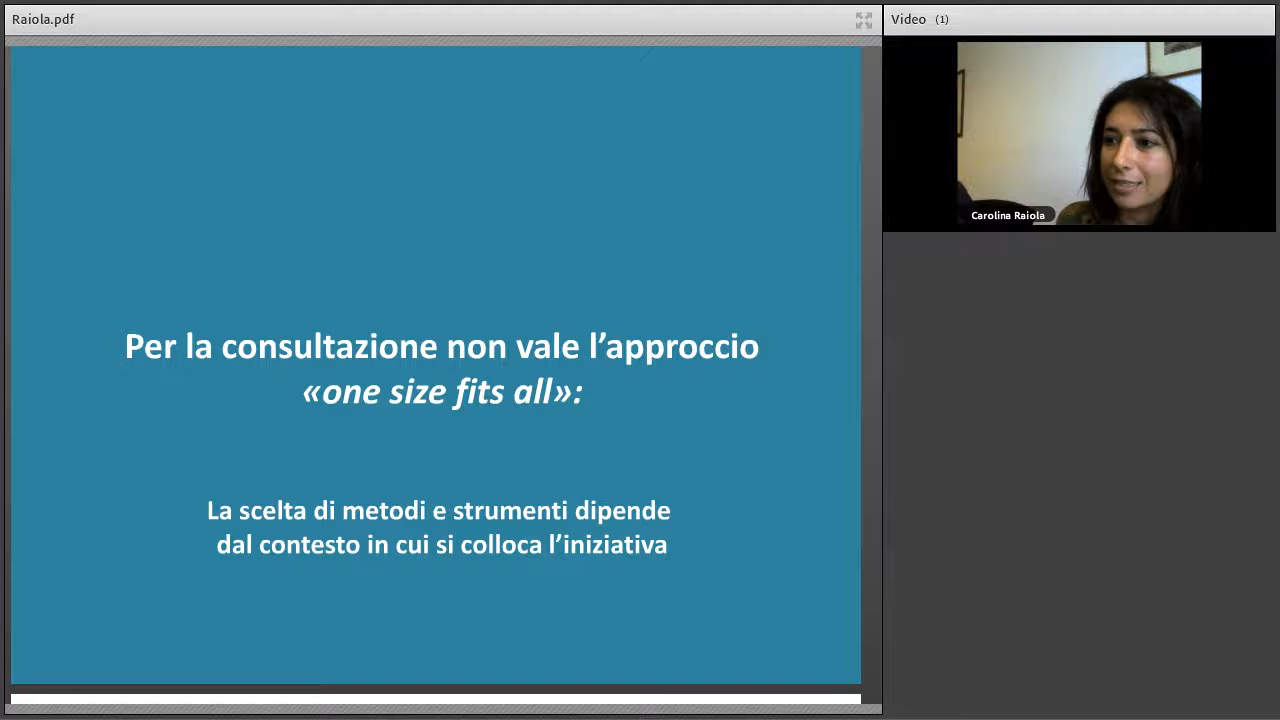 Raiola.pdf
Video (1)
Carolina Raiola
Per la consultazione non vale l’approccio
«one size fits all»:
La scelta di metodi e strumenti dipende
dal contesto in cui si colloca l’iniziativa